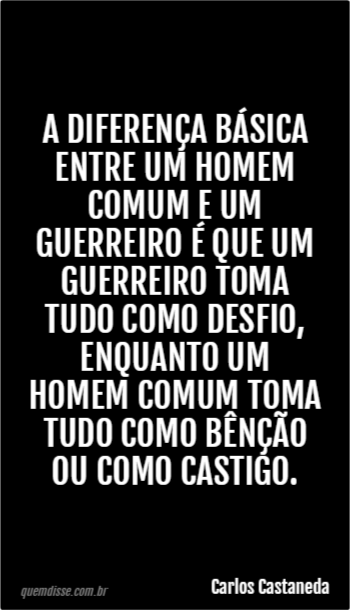 A DIFERENÇA BÁSICA
ENTRE UM HOMEM
COMUM E UM
GUERREIRO É QUE UM
GUERREIRO TOMA
TUDO COMO DESFIO,
ENQUANTO UM
HOMEM COMUM TOMA
TUDO COMO BÊNÇÃO
OU COMO CASTIGO.
quemdisse.com.br
Carlos Castaneda